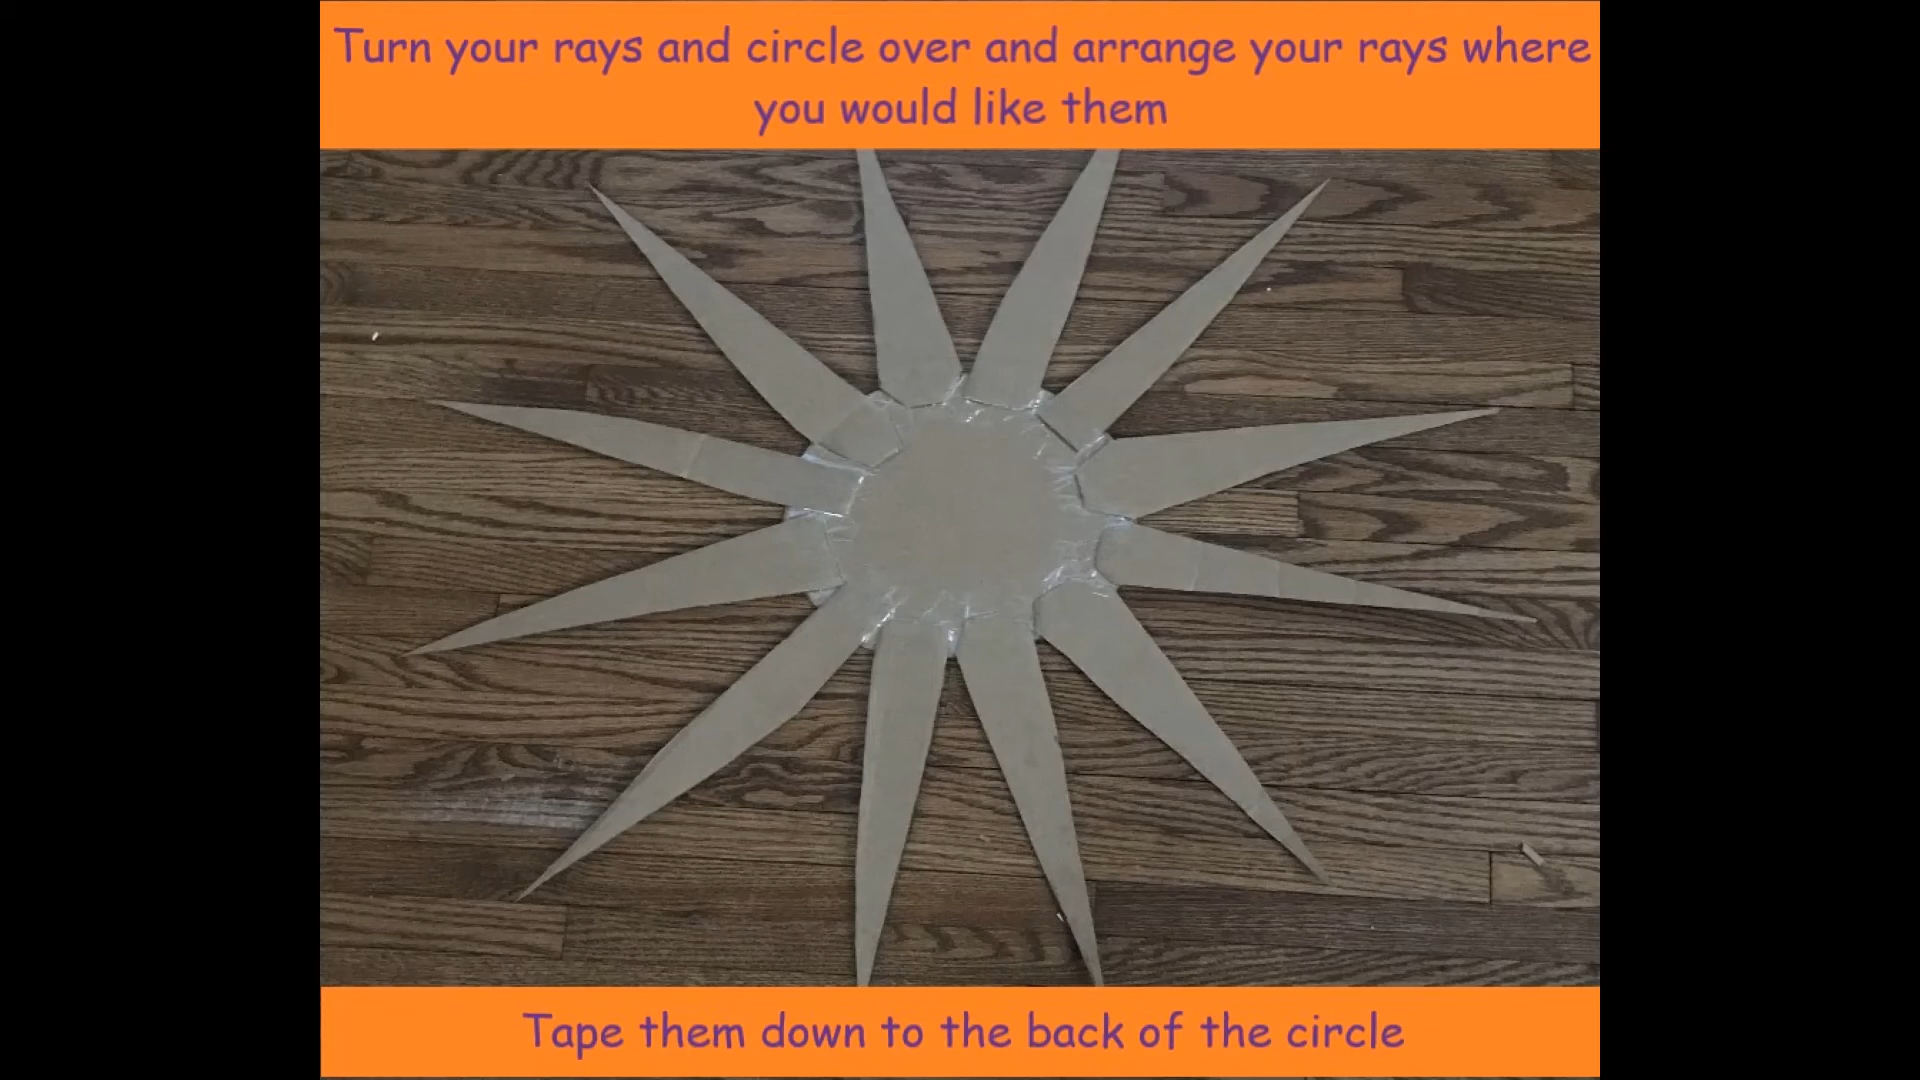 Turn your rays and circle over and arrange your rays where
you would like them
Tape them down to the back of the circle